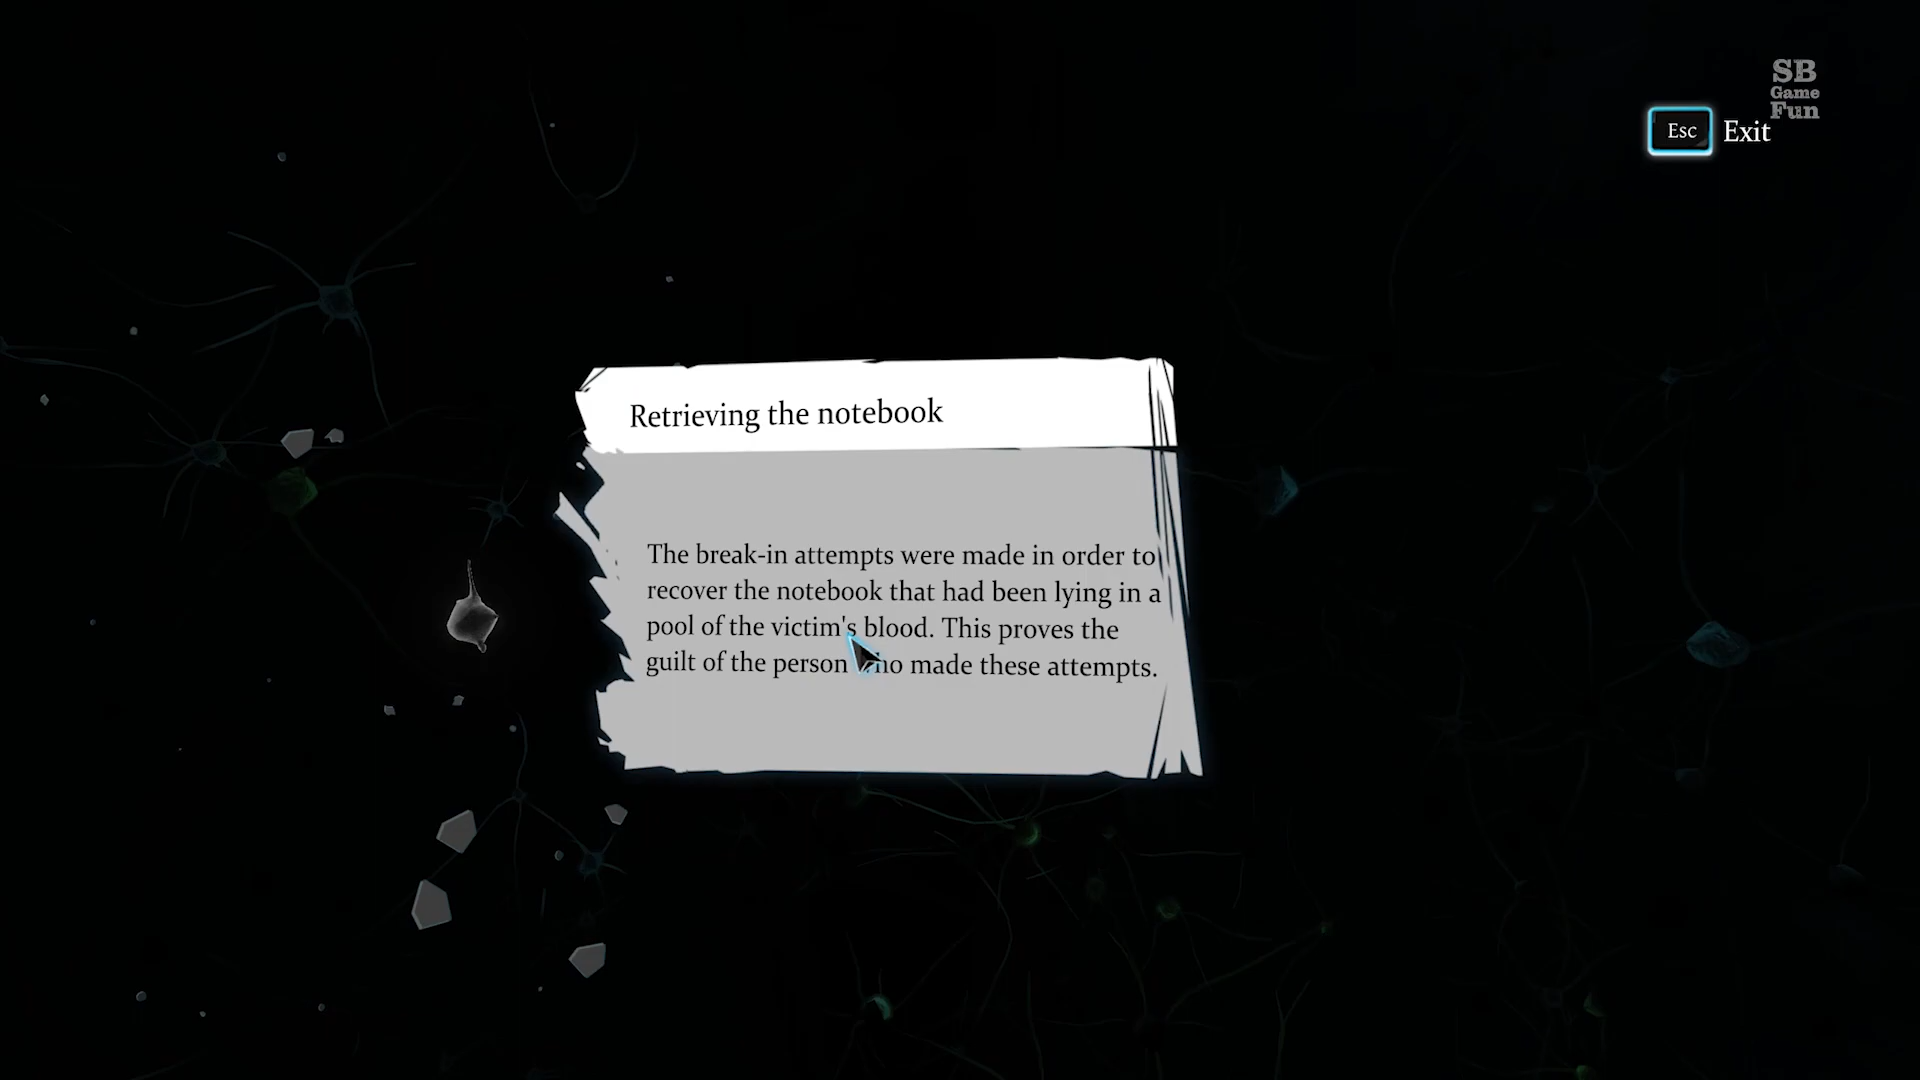 SB
Game
Fun
Esc Exit
Retrieving the notebook
The break-in attempts were made in order to
recover the notebook that had been lying in a
pool of the victim's blood. This proves the
guilt of the person who made these attempts.